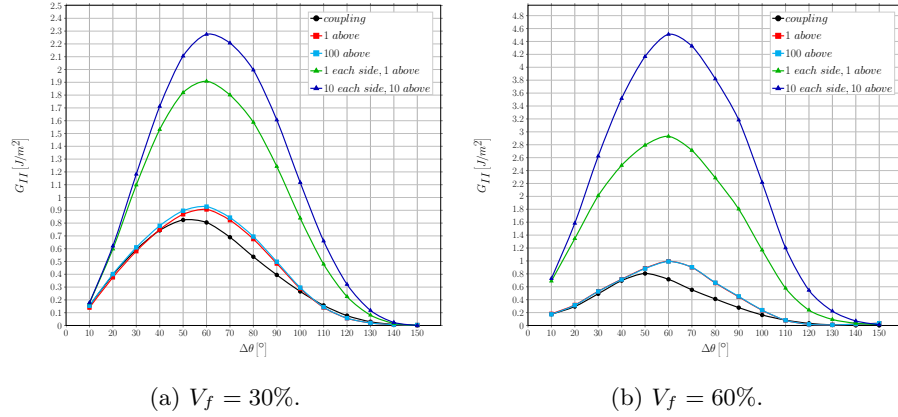 2.5
2.4
2.3
2.2
2.1
2
1.9
1.8
1.7
1.6
1.5
1.4
1.3
1.2
1.1
1
0.9
0.8
0.7
0.6
0.5
0.4
0.3
0.2
0.1
0
G_{II} [J/m²]
coupling
1 above
100 above
1 each side, 1 above
10 each side, 10 above
10 20 30 40 50 60 70 80 90 100 110 120 130 140 150
Δθ [°]
(a) V_f = 30%.
4.8
4.6
4.4
4.2
4
3.8
3.6
3.4
3.2
3
2.8
2.6
2.4
2.2
2
1.8
1.6
1.4
1.2
1
0.8
0.6
0.4
0.2
0
G_{II} [J/m²]
coupling
1 above
100 above
1 each side, 1 above
10 each side, 10 above
10 20 30 40 50 60 70 80 90 100 110 120 130 140 150
Δθ [°]
(b) V_f = 60%.